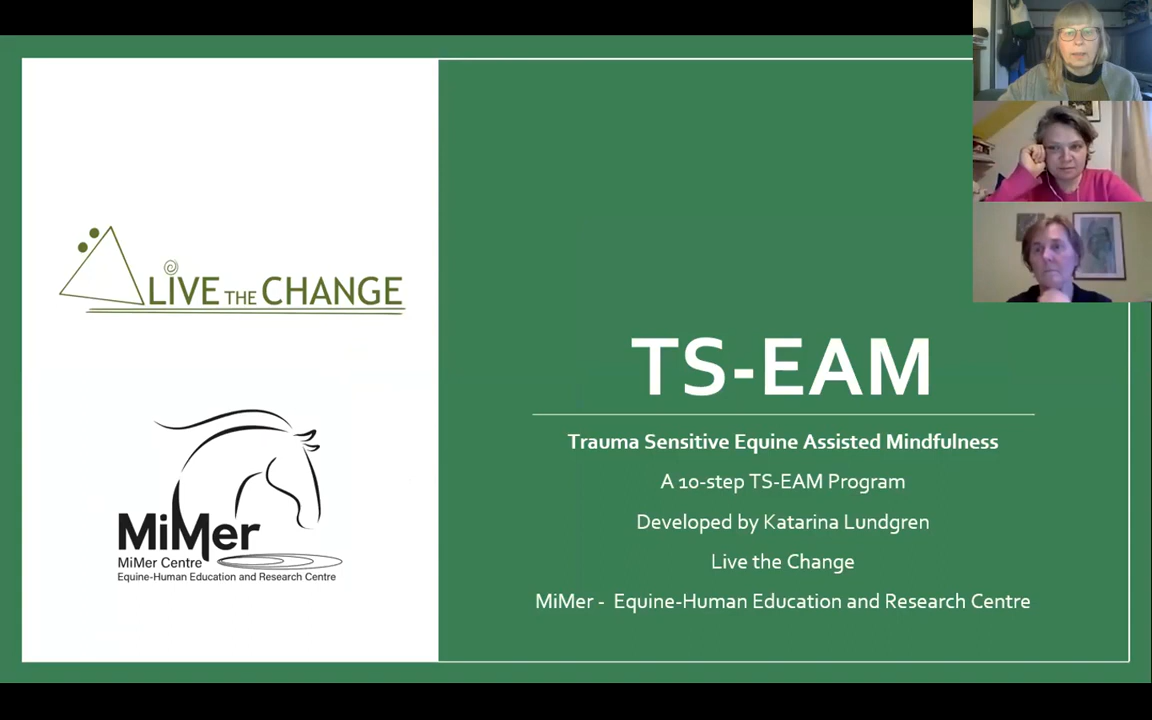 LIVE THE CHANGE
MiMer
MiMer Centre
Equine-Human Education and Research Centre
TS-EAM
Trauma Sensitive Equine Assisted Mindfulness
A 10-step TS-EAM Program
Developed by Katarina Lundgren
Live the Change
MiMer - Equine-Human Education and Research Centre